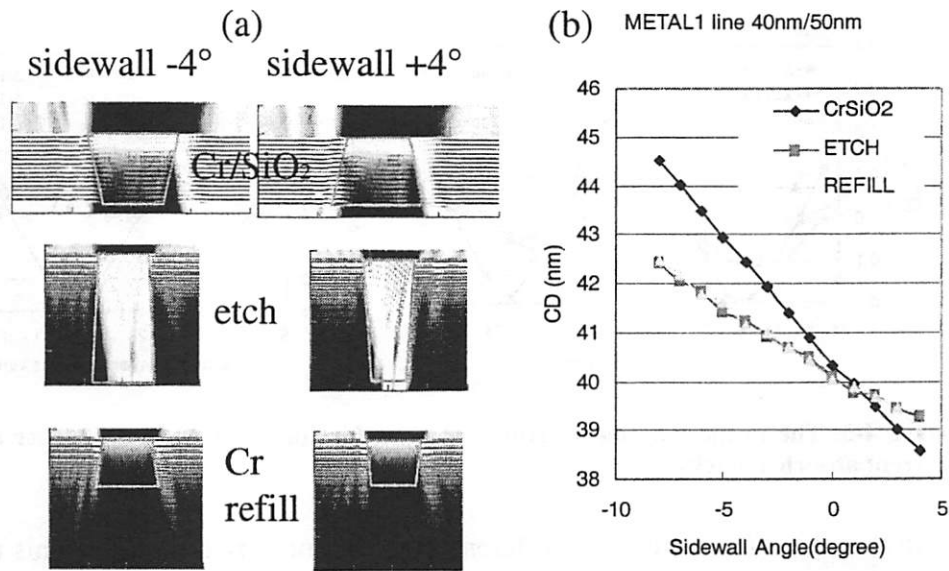 (a)
sidewall -4°
sidewall +4°
Cr/SiO2
etch
Cr
refill
(b)
METAL1 line 40nm/50nm
46
45
44
43
42
41
40
39
38
CD (nm)
CrSiO2
ETCH
REFILL
-10
-5
0
5
Sidewall Angle(degree)